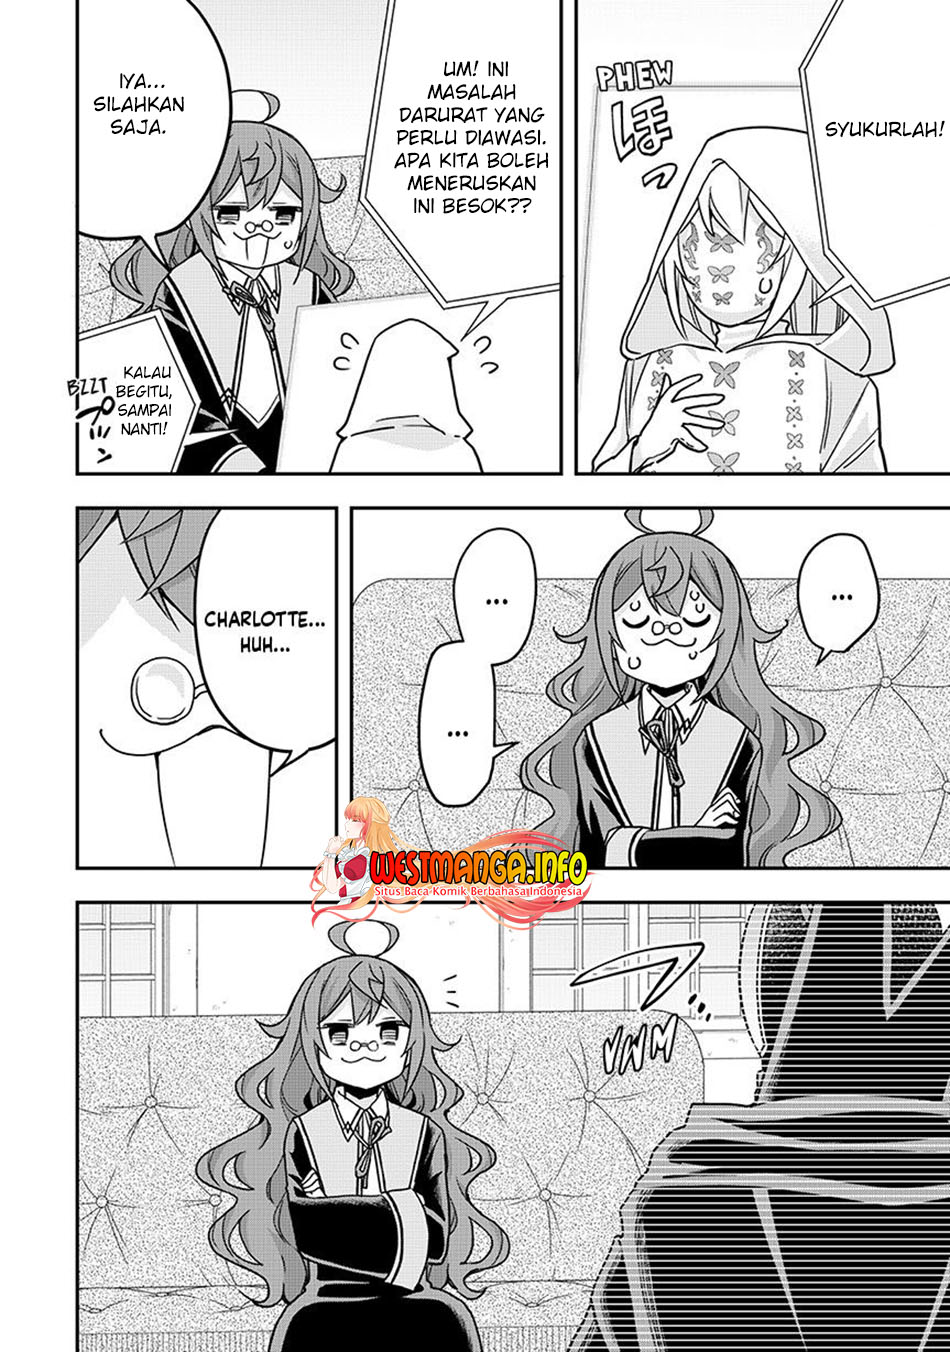 SYUKURLAH!
PHEW
ほっ
UM! INI
MASALAH
DARURAT YANG
PERLU DIAWASI.
APA KITA BOLEH
MENERUSKAN
INI BESOK??
IYA...
SILAHKAN
SAJA.
KALAU
BEGITU,
SAMPAI
NANTI!
BZZT
...
...
...
CHARLOTTE...
HUH...
WESTMANGA.INFO
Situs Baca Komik Berbahasa Indonesia
VWM